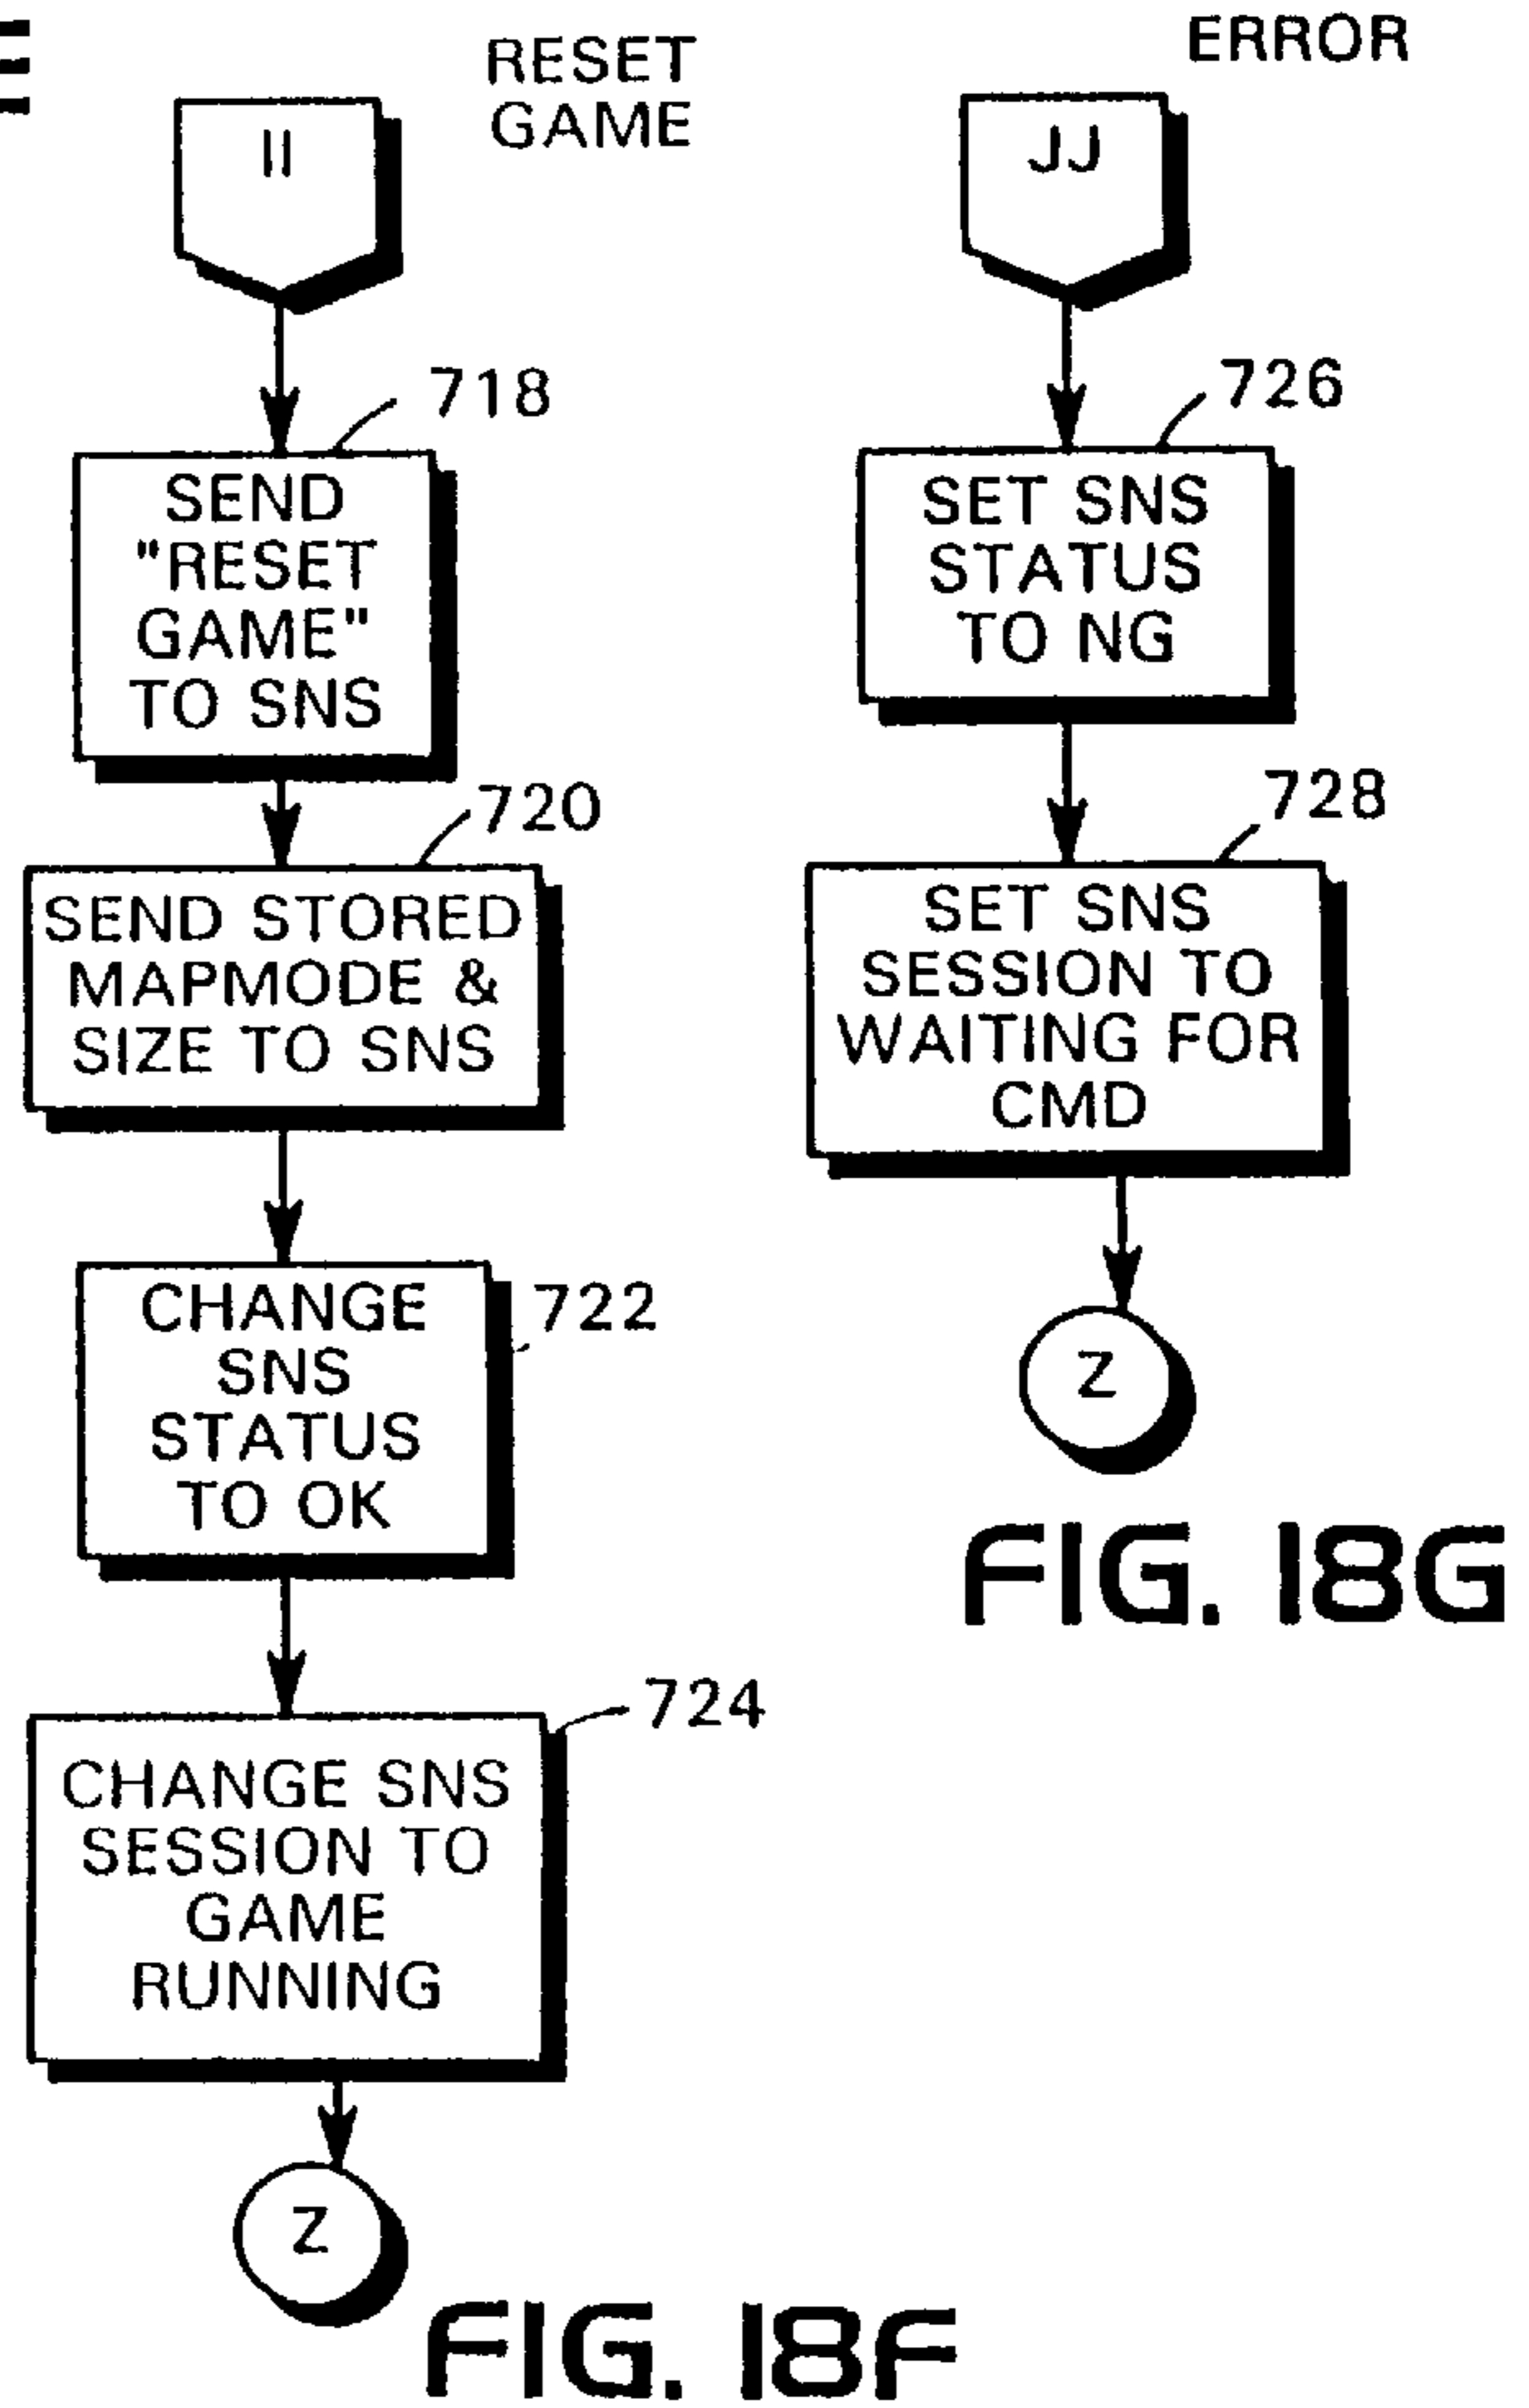 RESET
GAME
II
718
SEND
"RESET
GAME"
TO SNS
720
SEND STORED
MAPMODE &
SIZE TO SNS
722
CHANGE
SNS
STATUS
TO OK
724
CHANGE SNS
SESSION TO
GAME
RUNNING
Z
FIG. 18F
ERROR
JJ
726
SET SNS
STATUS
TO NG
728
SET SNS
SESSION TO
WAITING FOR
CMD
Z
FIG. 18G